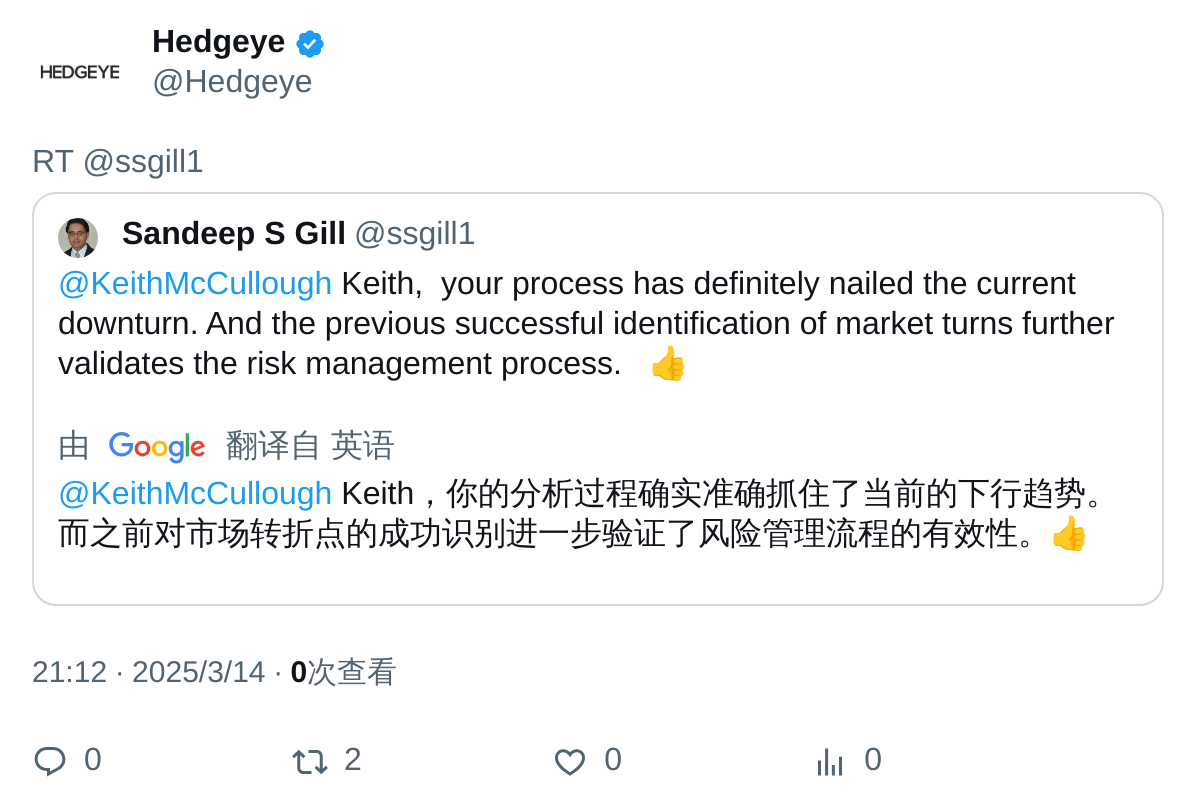 Hedgeye
HEDGEYE
@Hedgeye
RT @ssgill1
Sandeep S Gill @ssgill1
@KeithMcCullough Keith,  your process has definitely nailed the current
downturn. And the previous successful identification of market turns further
validates the risk management process.   👍
由 Google 翻译自 英语
@KeithMcCullough Keith，你的分析过程确实准确抓住了当前的下行趋势。
而之前对市场转折点的成功识别进一步验证了风险管理流程的有效性。👍
21:12 · 2025/3/14 · 0次查看
0 2 0 0